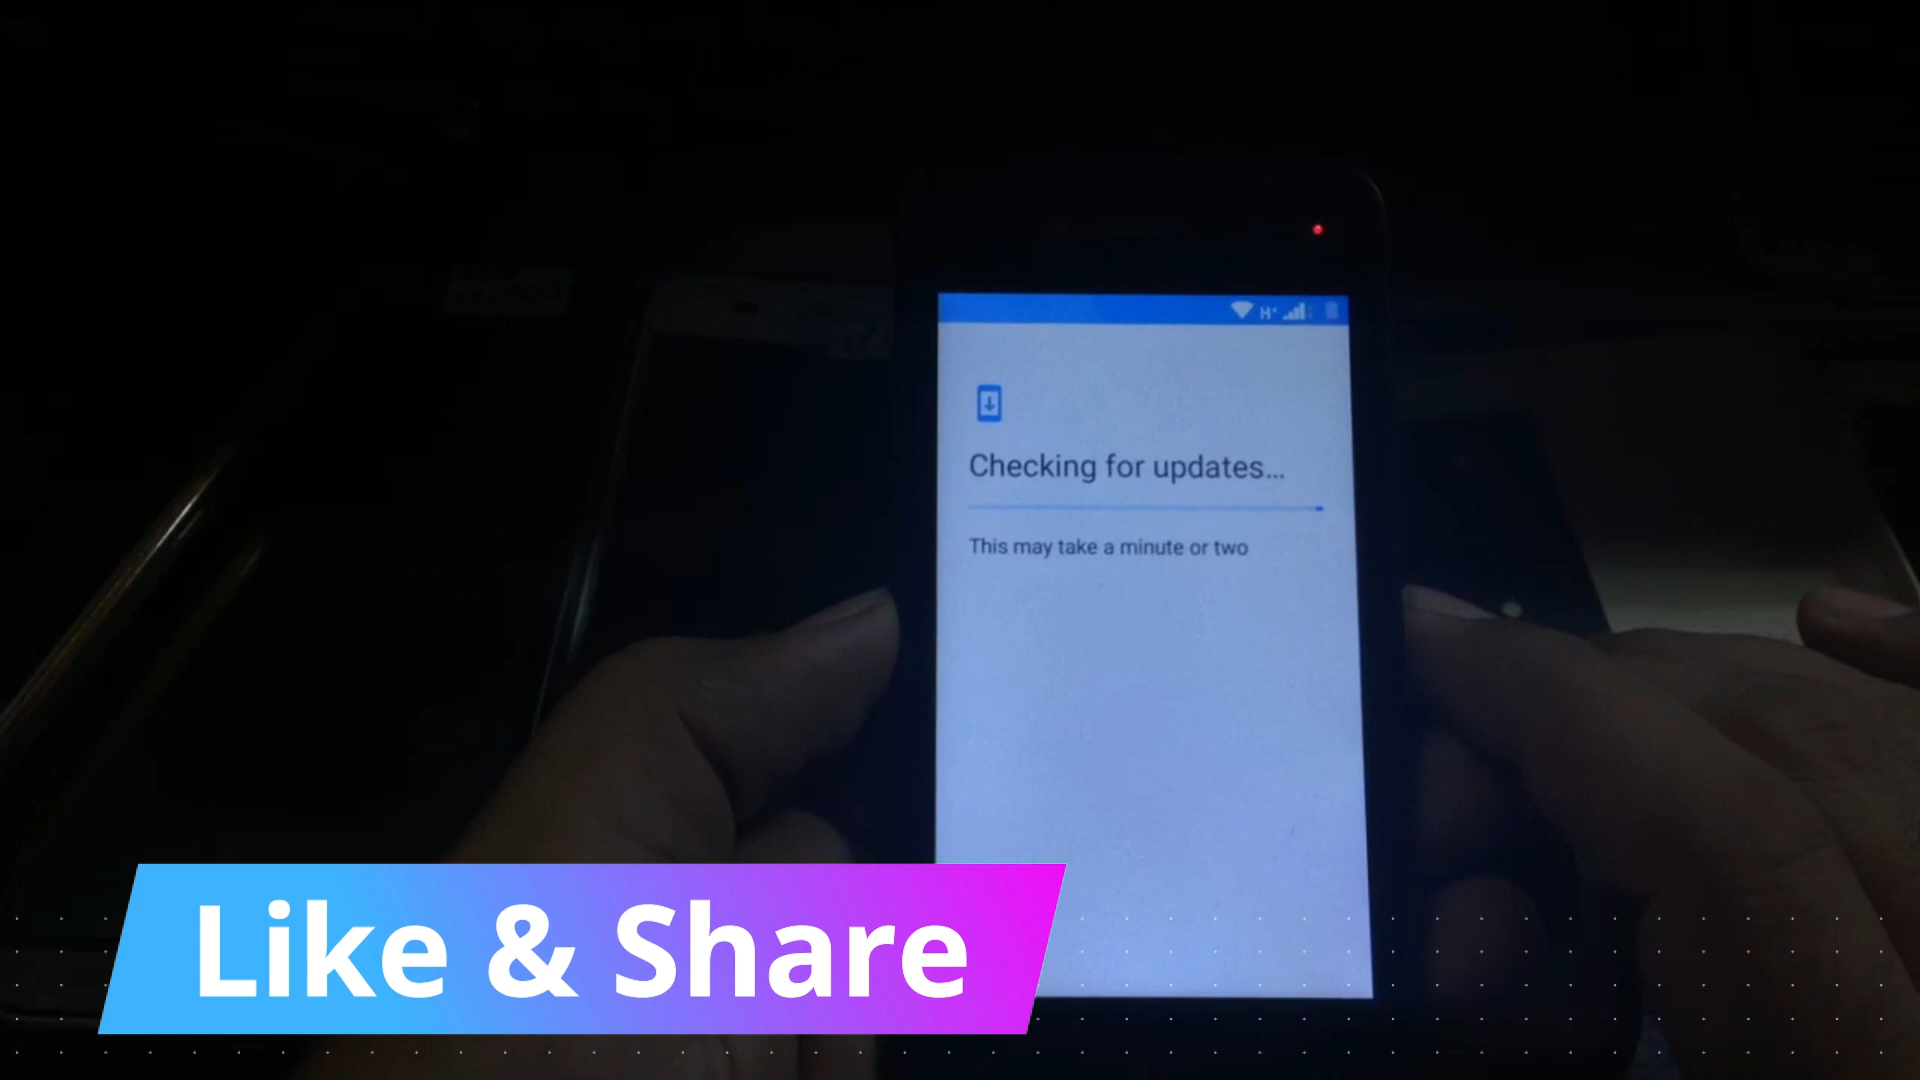 H+
Checking for updates...
This may take a minute or two
Like & Share